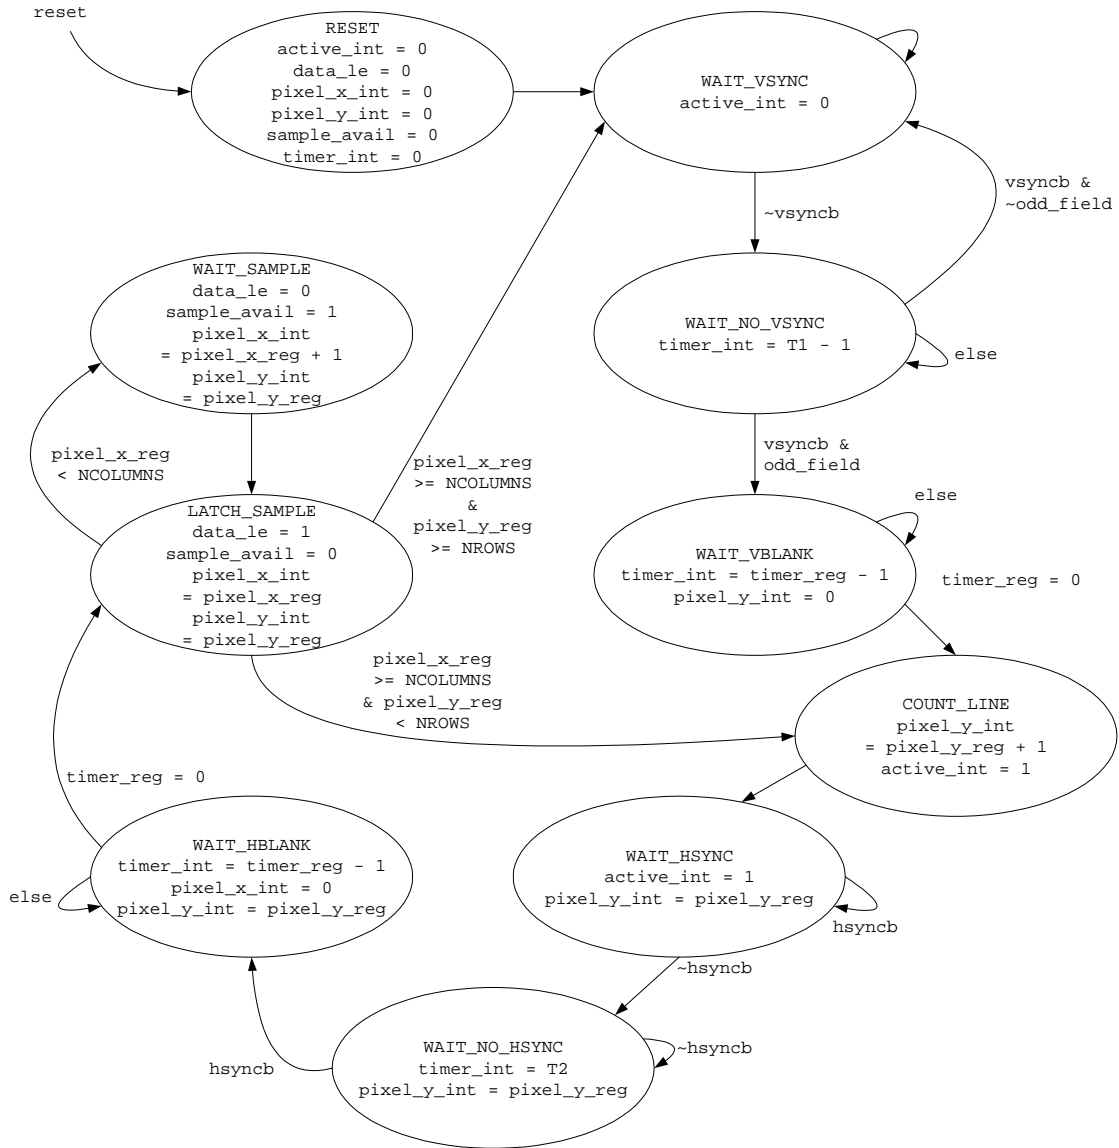 reset
RESET
active_int = 0
data_le = 0
pixel_x_int = 0
pixel_y_int = 0
sample_avail = 0
timer_int = 0
WAIT_VSYNC
active_int = 0
vsyncb &
~odd_field
~vsyncb
WAIT_SAMPLE
data_le = 0
sample_avail = 1
pixel_x_int
= pixel_x_reg + 1
pixel_y_int
= pixel_y_reg
WAIT_NO_VSYNC
timer_int = T1 - 1
else
pixel_x_reg
< NCOLUMNS
pixel_x_reg
>= NCOLUMNS
&
pixel_y_reg
>= NROWS
vsyncb &
odd_field
LATCH_SAMPLE
data_le = 1
sample_avail = 0
pixel_x_int
= pixel_x_reg
pixel_y_int
= pixel_y_reg
else
WAIT_VBLANK
timer_int = timer_reg - 1
pixel_y_int = 0
timer_reg = 0
pixel_x_reg
>= NCOLUMNS
& pixel_y_reg
< NROWS
COUNT_LINE
pixel_y_int
= pixel_y_reg + 1
active_int = 1
timer_reg = 0
WAIT_HBLANK
timer_int = timer_reg - 1
pixel_x_int = 0
pixel_y_int = pixel_y_reg
else
WAIT_HSYNC
active_int = 1
pixel_y_int = pixel_y_reg
hsyncb
~hsyncb
WAIT_NO_HSYNC
timer_int = T2
pixel_y_int = pixel_y_reg
~hsyncb
hsyncb